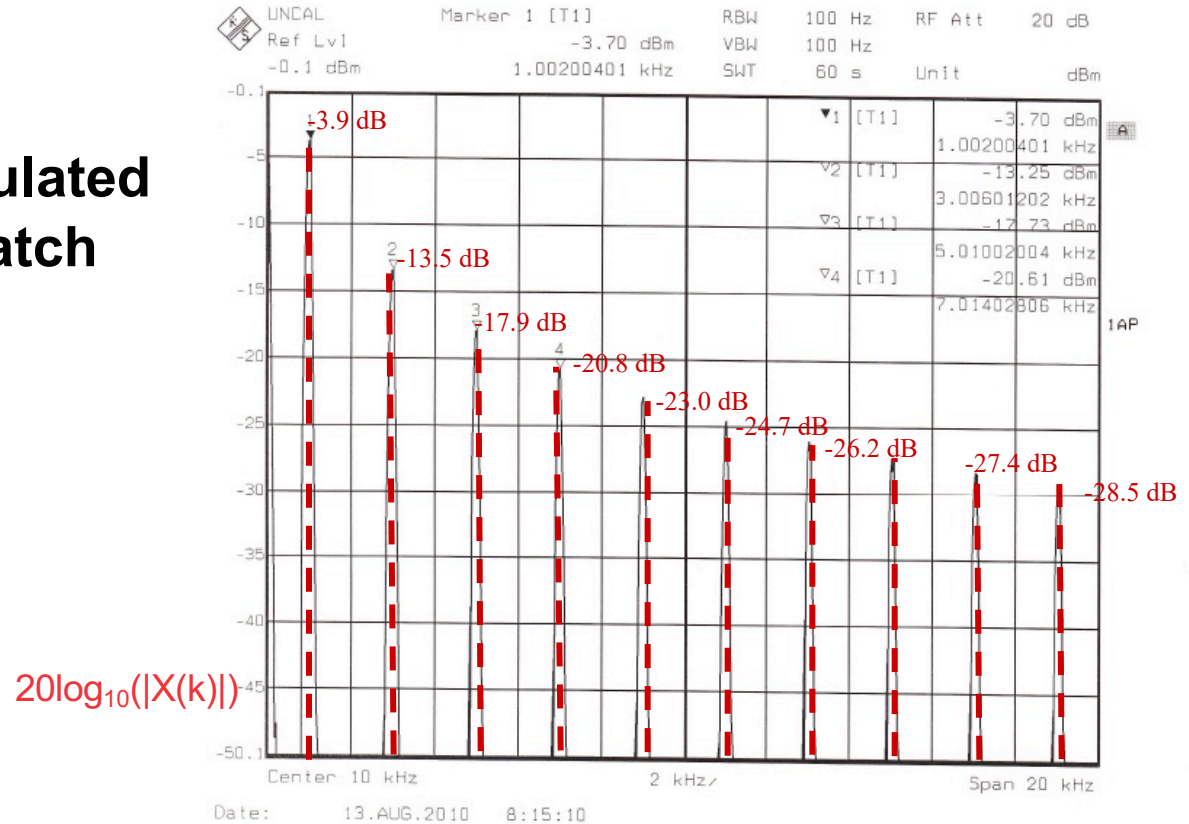 UNCAL Marker 1 [T1] RBW 100 Hz RF Att 20 dB
Ref Lvl -3.70 dBm VBW 100 Hz
-0.1 dBm 1.00200401 kHz SWT 60 s Unit dBm
-0.1
1 -3.9 dB
▼1 [T1] -3.70 dBm
A
1.00200401 kHz
-5
ulated
▽2 [T1] -13.25 dBm
3.00601202 kHz
-10
▽3 [T1] -17.73 dBm
atch
2 -13.5 dB
5.01002004 kHz
▽4 [T1] -20.61 dBm
-15
7.01402806 kHz
3 -17.9 dB
1AP
-20
4 -20.8 dB
-23.0 dB
-25
-24.7 dB
-26.2 dB
-27.4 dB
-30
-28.5 dB
-35
-40
20log₁₀(|X(k)|)
-45
-50.1
Center 10 kHz 2 kHz/ Span 20 kHz
Date: 13.AUG.2010 8:15:10